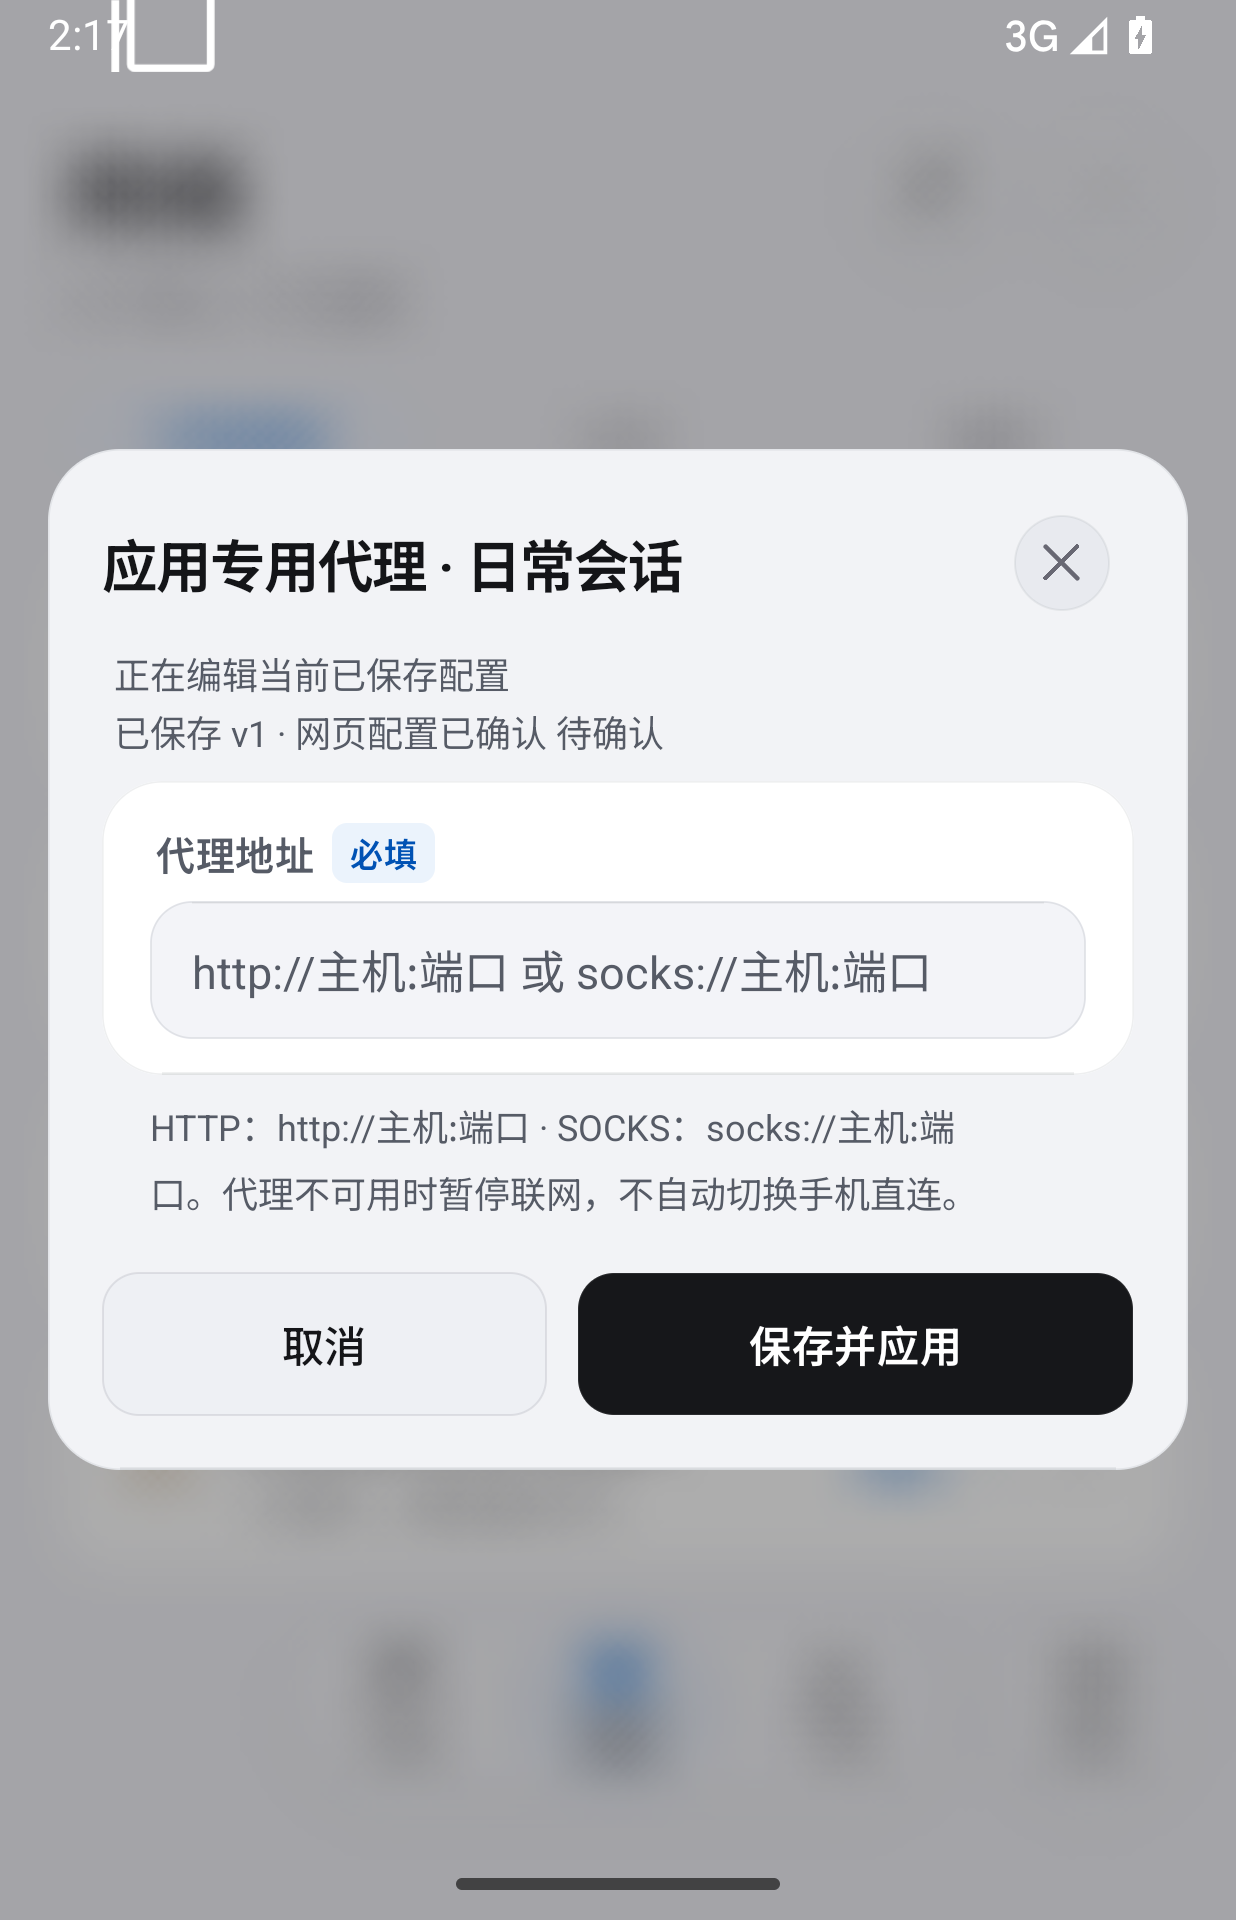 2:17
3G
应用专用代理 · 日常会话
正在编辑当前已保存配置
已保存 v1 · 网页配置已确认 待确认
代理地址 必填
http://主机:端口 或 socks://主机:端口
HTTP：http://主机:端口 · SOCKS：socks://主机:端
口。代理不可用时暂停联网，不自动切换手机直连。
取消
保存并应用